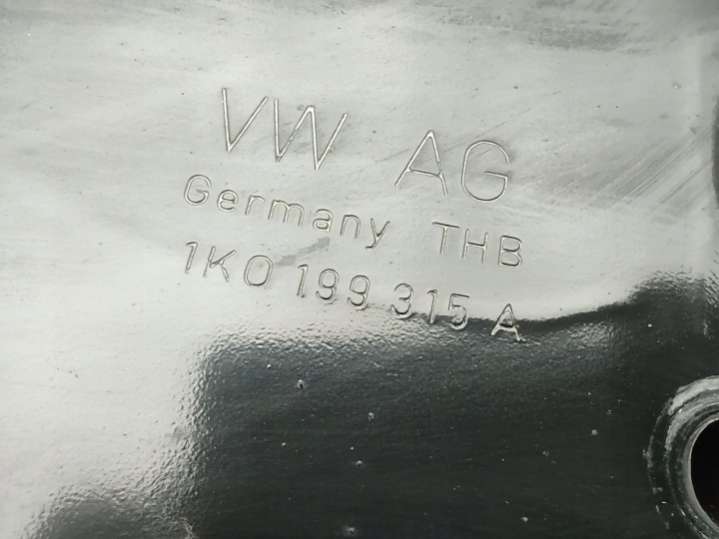 VW AG
Germany THB
1K0 199 315 A